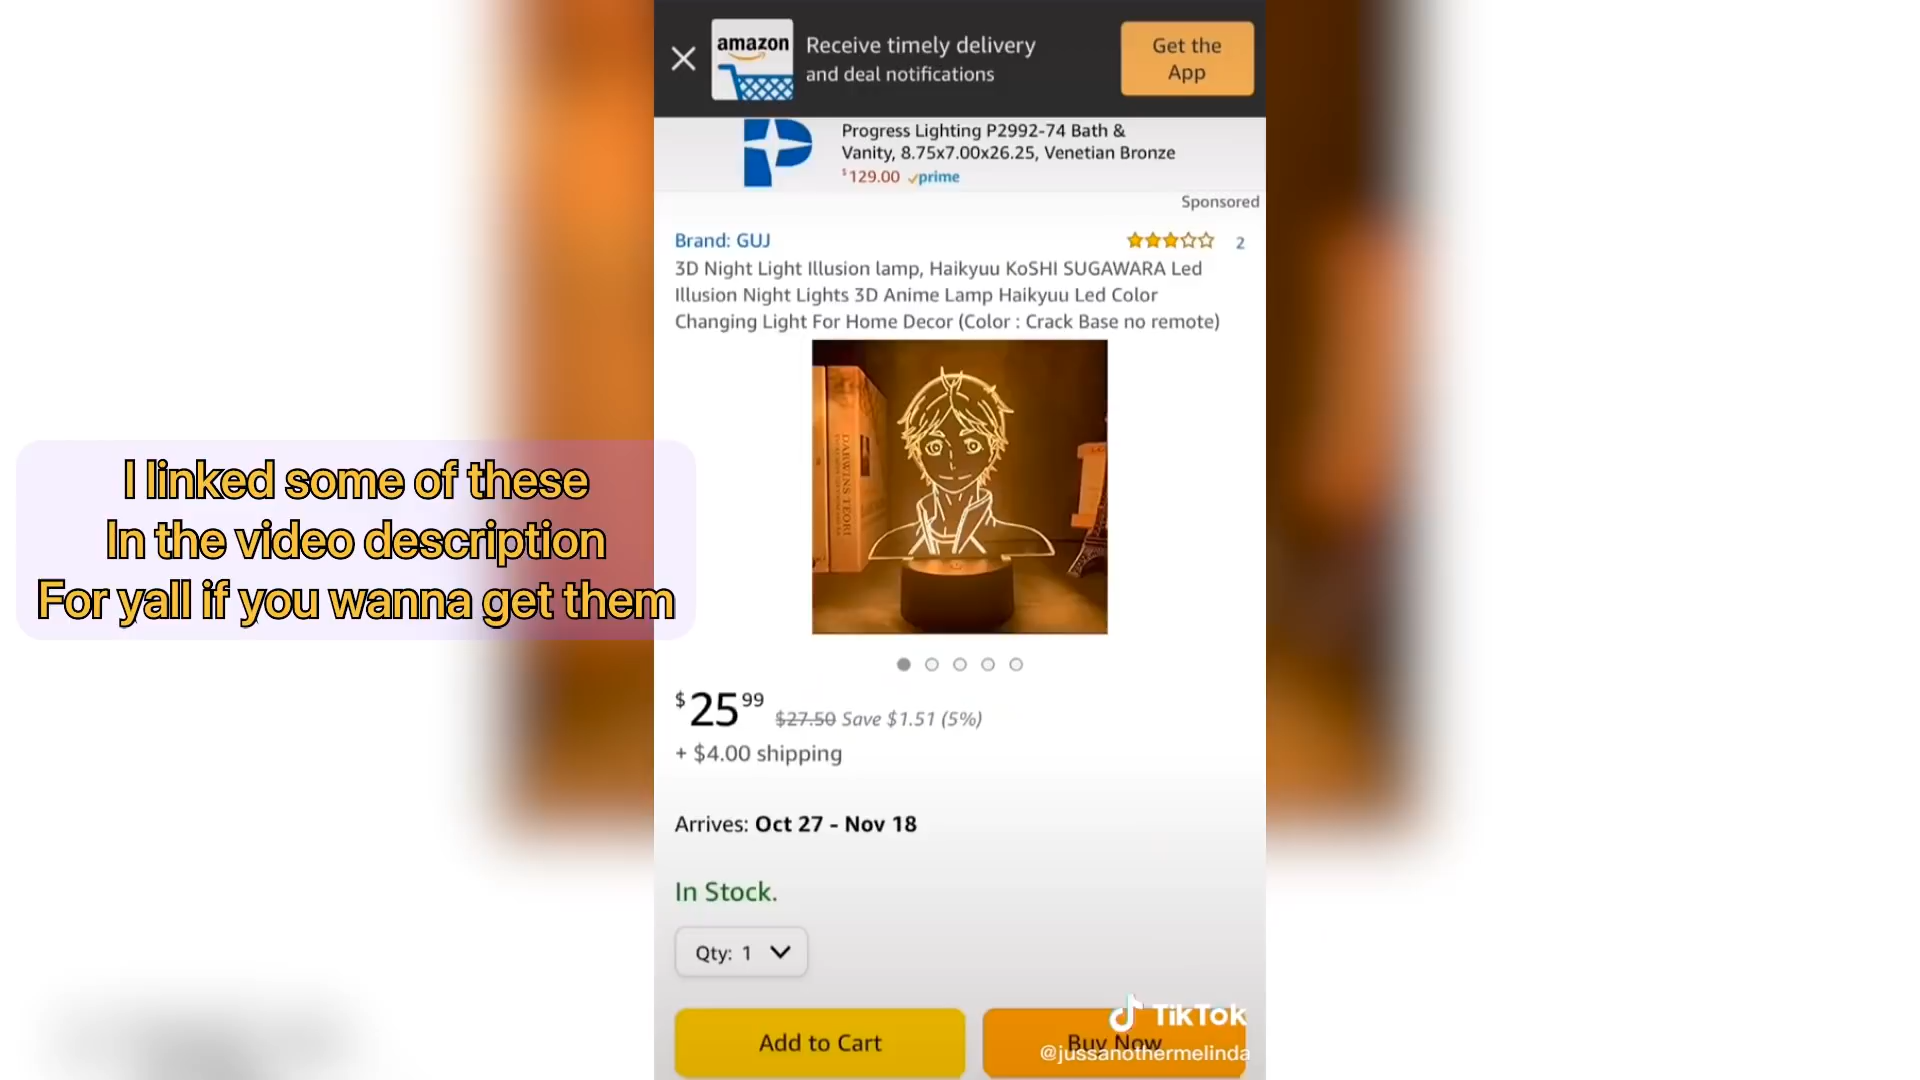 amazon
Receive timely delivery
and deal notifications
Get the
App
Progress Lighting P2992-74 Bath &
Vanity, 8.75x7.00x26.25, Venetian Bronze
$129.00 prime
Sponsored
Brand: GUJ
2
3D Night Light Illusion lamp, Haikyuu KoSHI SUGAWARA Led
Illusion Night Lights 3D Anime Lamp Haikyuu Led Color
Changing Light For Home Decor (Color : Crack Base no remote)
DARWINS TEORI
I linked some of these
In the video description
For yall if you wanna get them
$25.99 $27.50 Save $1.51 (5%)
+ $4.00 shipping
Arrives: Oct 27 - Nov 18
In Stock.
Qty: 1
Add to Cart
Buy Now
TikTok
@jussanothermelinda